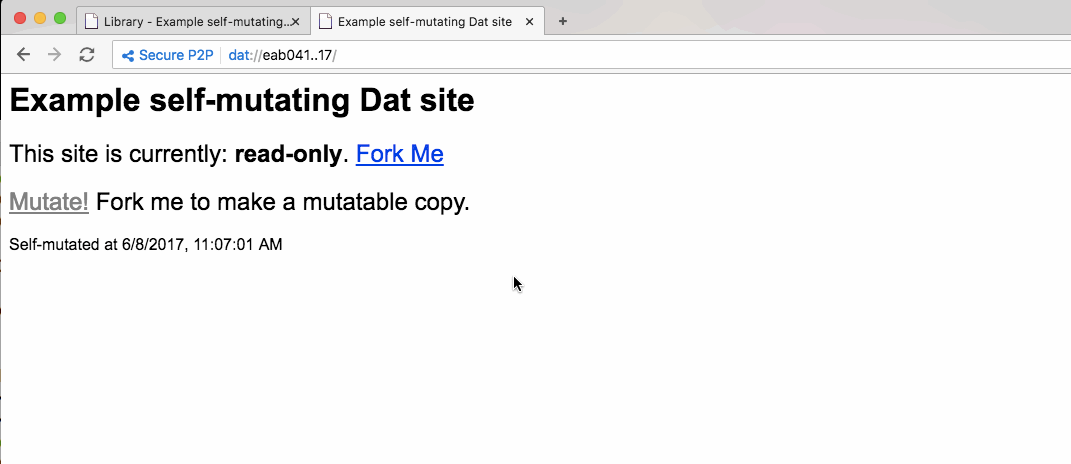 Library - Example self-mutating...
Example self-mutating Dat site
Secure P2P dat://eab041..17/
Example self-mutating Dat site
This site is currently: read-only. Fork Me
Mutate! Fork me to make a mutatable copy.
Self-mutated at 6/8/2017, 11:07:01 AM